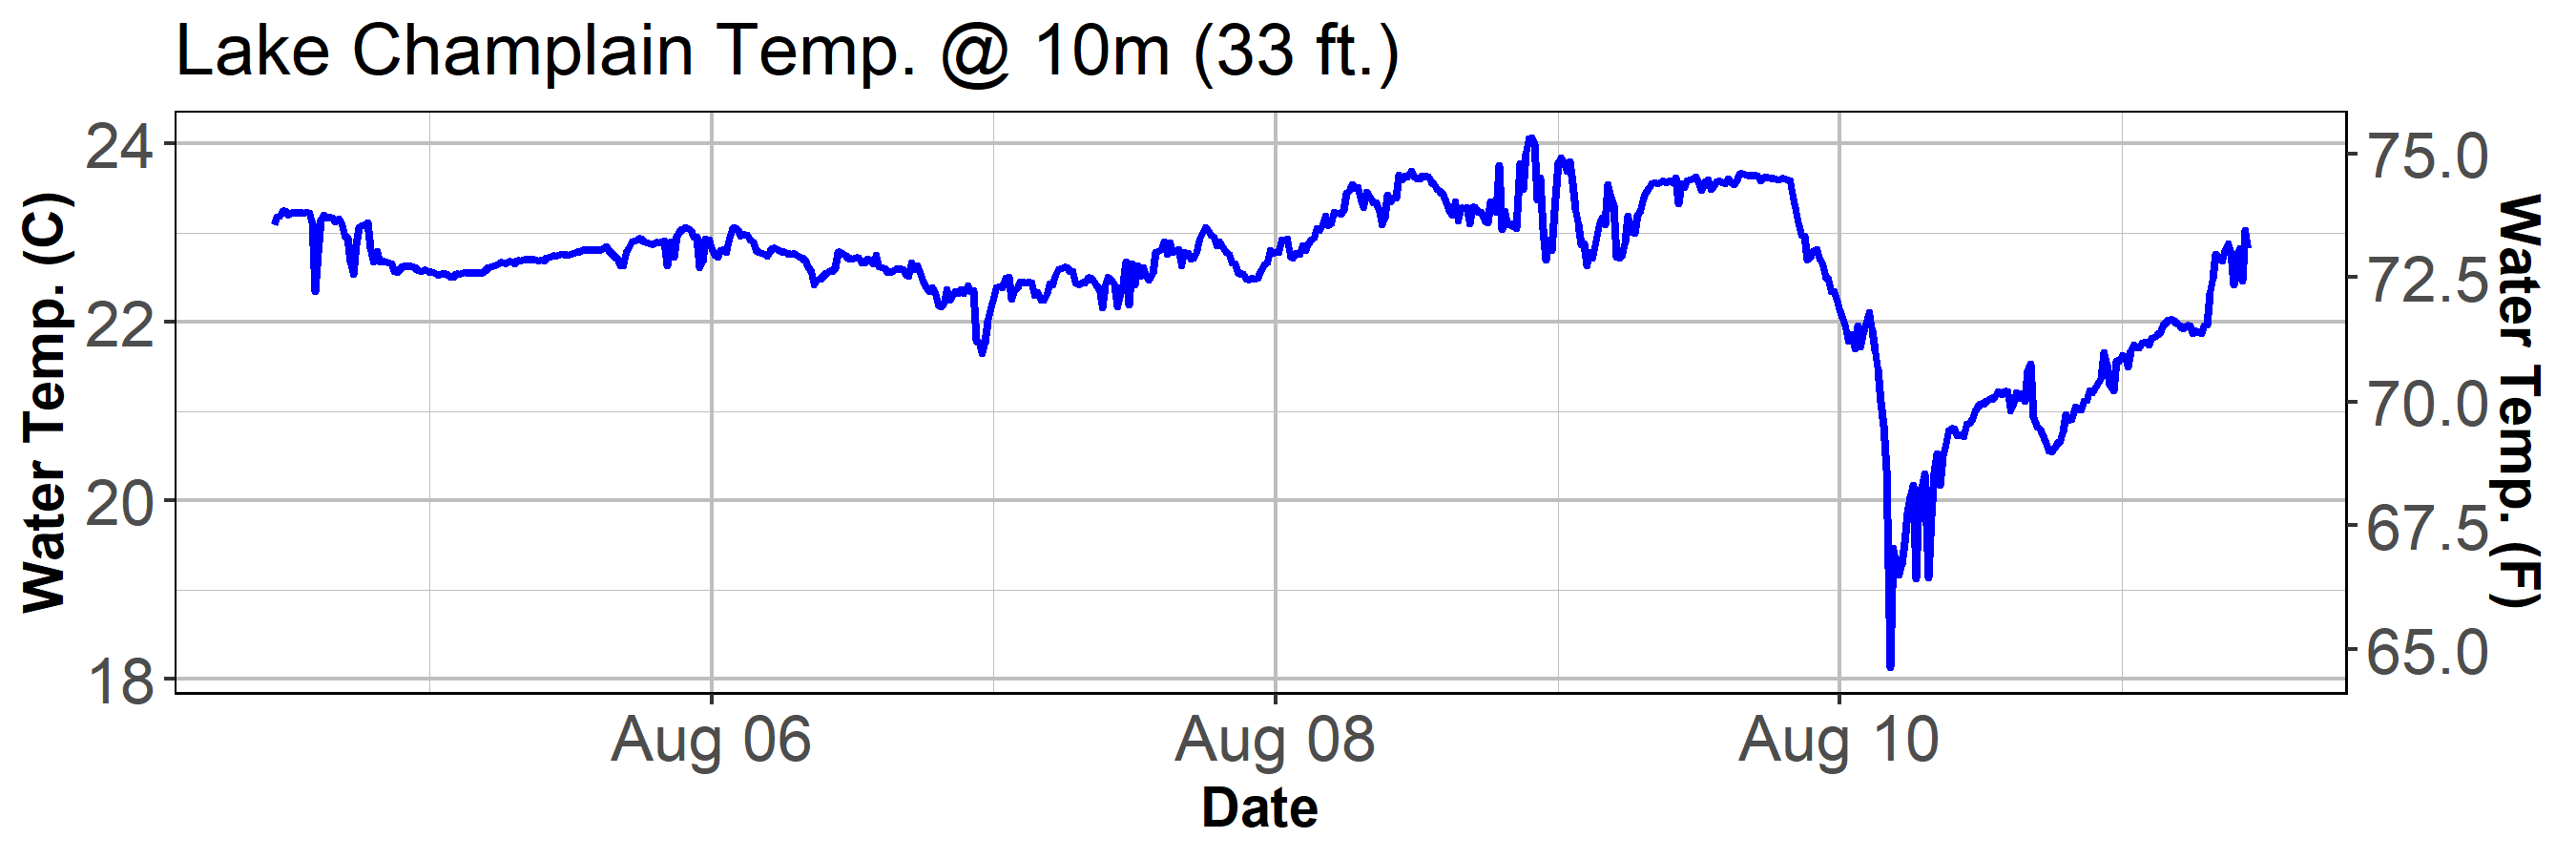 Lake Champlain Temp. @ 10m (33 ft.)
Water Temp. (C)
24
22
20
18
75.0
72.5
70.0
67.5
65.0
Water Temp. (F)
Aug 06
Aug 08
Aug 10
Date